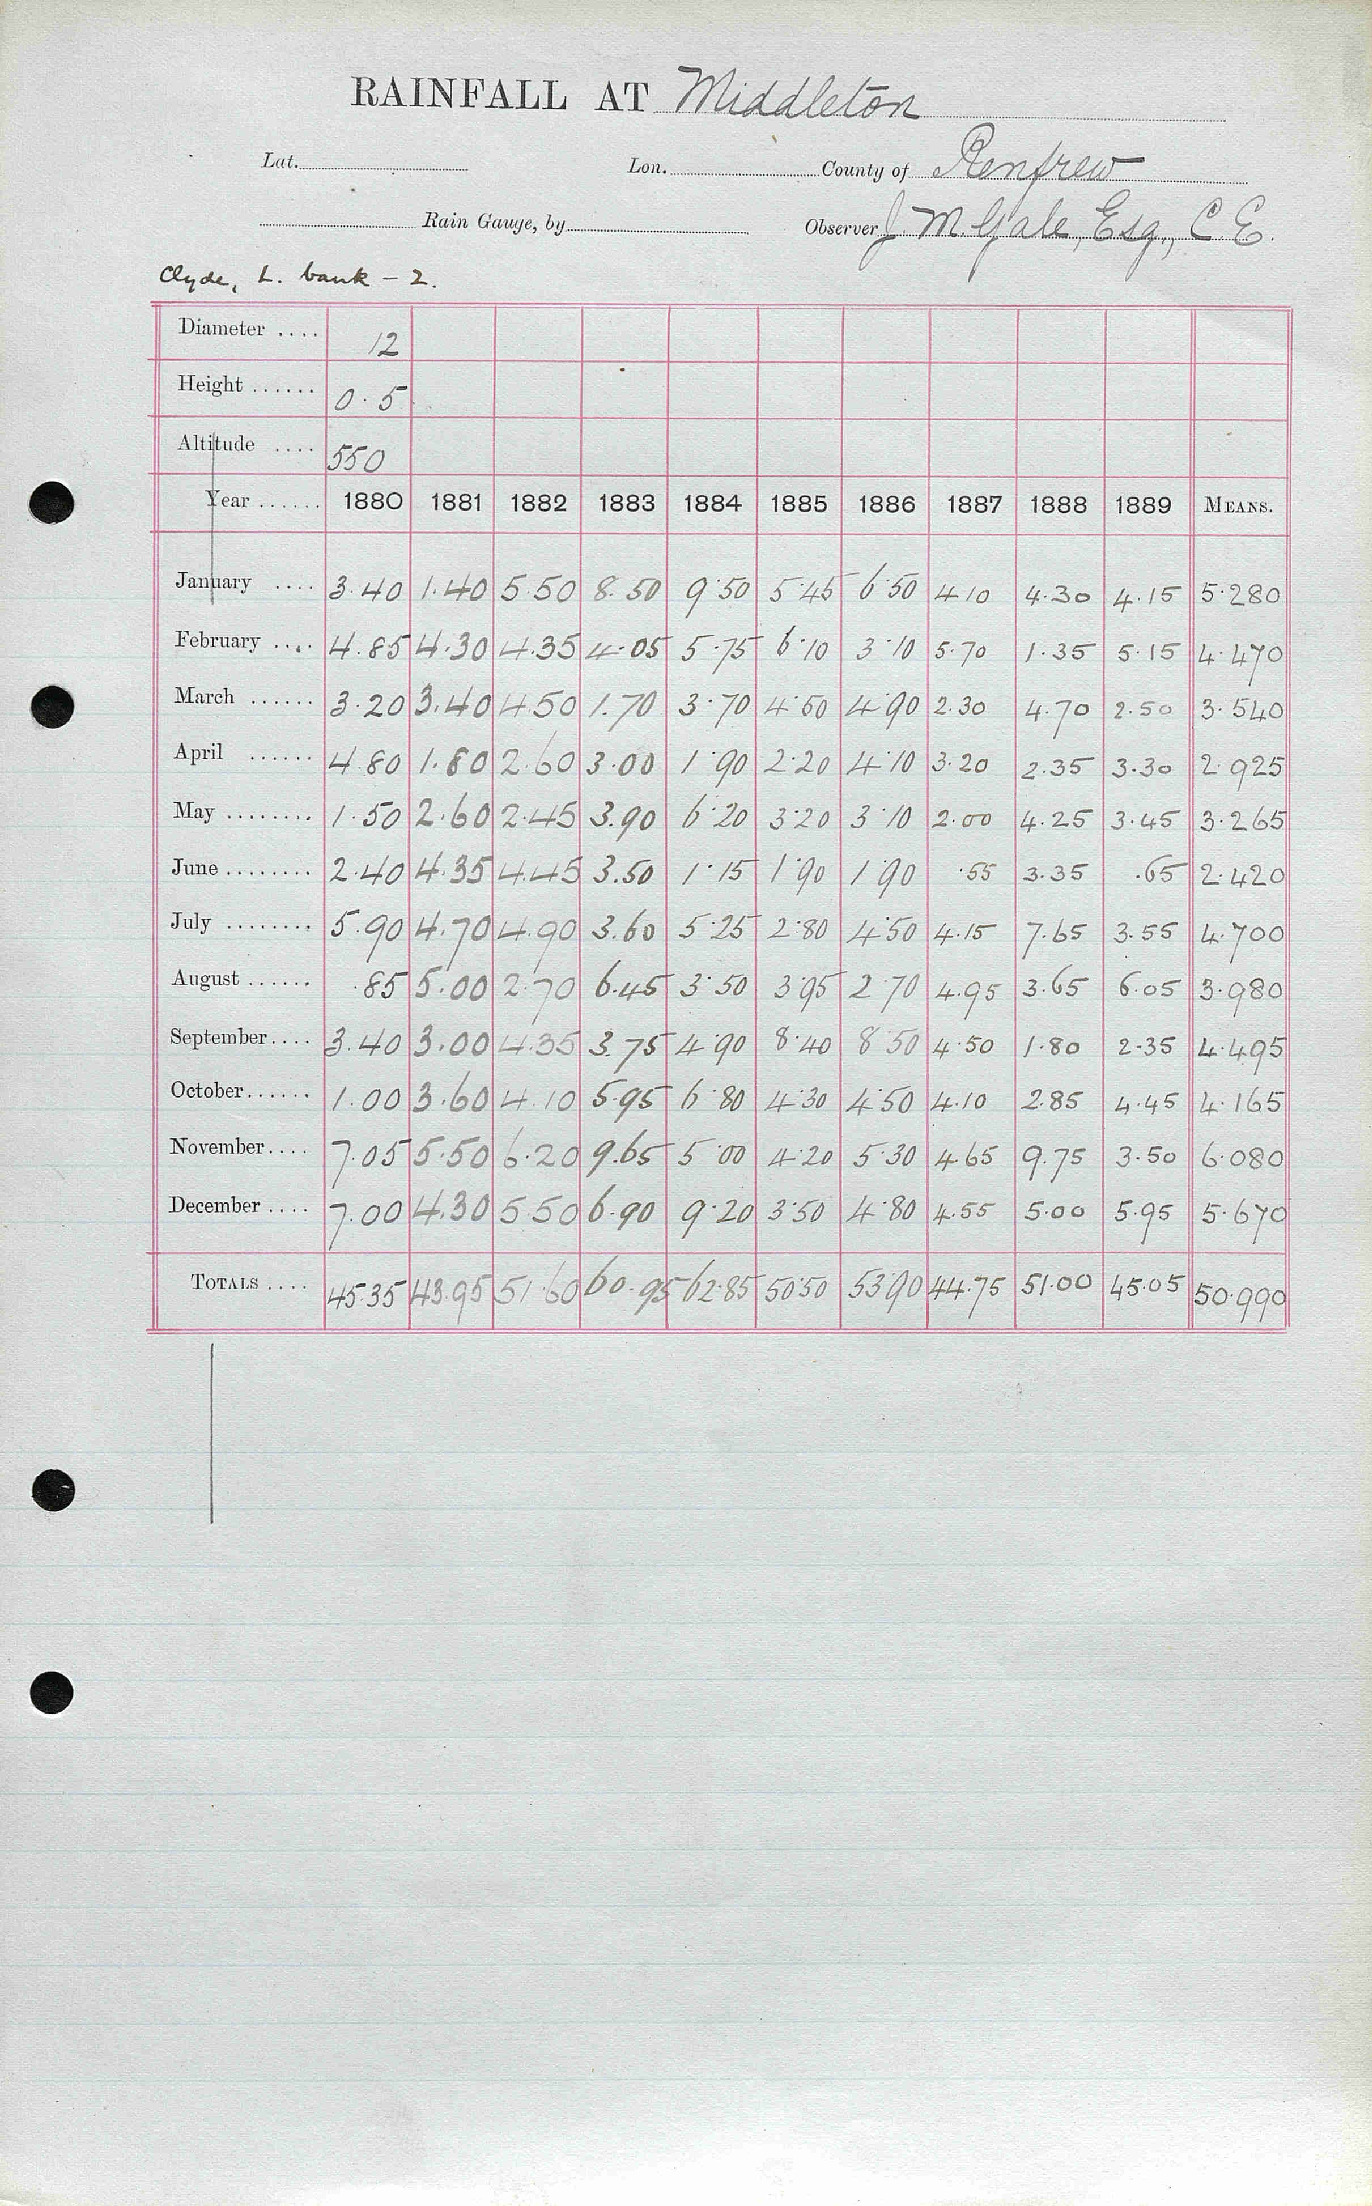 RAINFALL AT Middleton
Lat. Lon. County of Renfrew
Rain Gauge, by Observer J. M. Gale, Esq., C.E.
Clyde, L. bank - 2.
Diameter .... 12
Height ...... 0.5
Altitude .... 550
Year ...... 1880 1881 1882 1883 1884 1885 1886 1887 1888 1889 MEANS.
January .... 3.40 1.40 5.50 8.50 9.50 5.45 6.50 4.10 4.30 4.15 5.280
February .... 4.85 4.30 4.35 4.05 5.75 6.10 3.10 5.70 1.35 5.15 4.470
March ...... 3.20 3.40 4.50 1.70 3.70 4.50 4.90 2.30 4.70 2.50 3.540
April ...... 4.80 1.80 2.60 3.00 1.90 2.20 4.10 3.20 2.35 3.30 2.925
May ........ 1.50 2.60 2.45 3.90 6.20 3.20 3.10 2.00 4.25 3.45 3.265
June ........ 2.40 4.35 4.45 3.50 1.15 1.90 1.90 .55 3.35 .65 2.420
July ........ 5.90 4.70 4.90 3.60 5.25 2.80 4.50 4.15 7.65 3.55 4.700
August ...... .85 5.00 2.70 6.45 3.50 3.95 2.70 4.95 3.65 6.05 3.980
September .... 3.40 3.00 4.35 3.75 4.90 8.40 8.50 4.50 1.80 2.35 4.495
October ...... 1.00 3.60 4.10 5.95 6.80 4.30 4.50 4.10 2.85 4.45 4.165
November .... 7.05 5.50 6.20 9.65 5.00 4.20 5.30 4.65 9.75 3.50 6.080
December .... 7.00 4.30 5.50 6.90 9.20 3.50 4.80 4.55 5.00 5.95 5.670
TOTALS .... 45.35 43.95 51.60 60.95 62.85 50.50 53.90 44.75 51.00 45.05 50.990